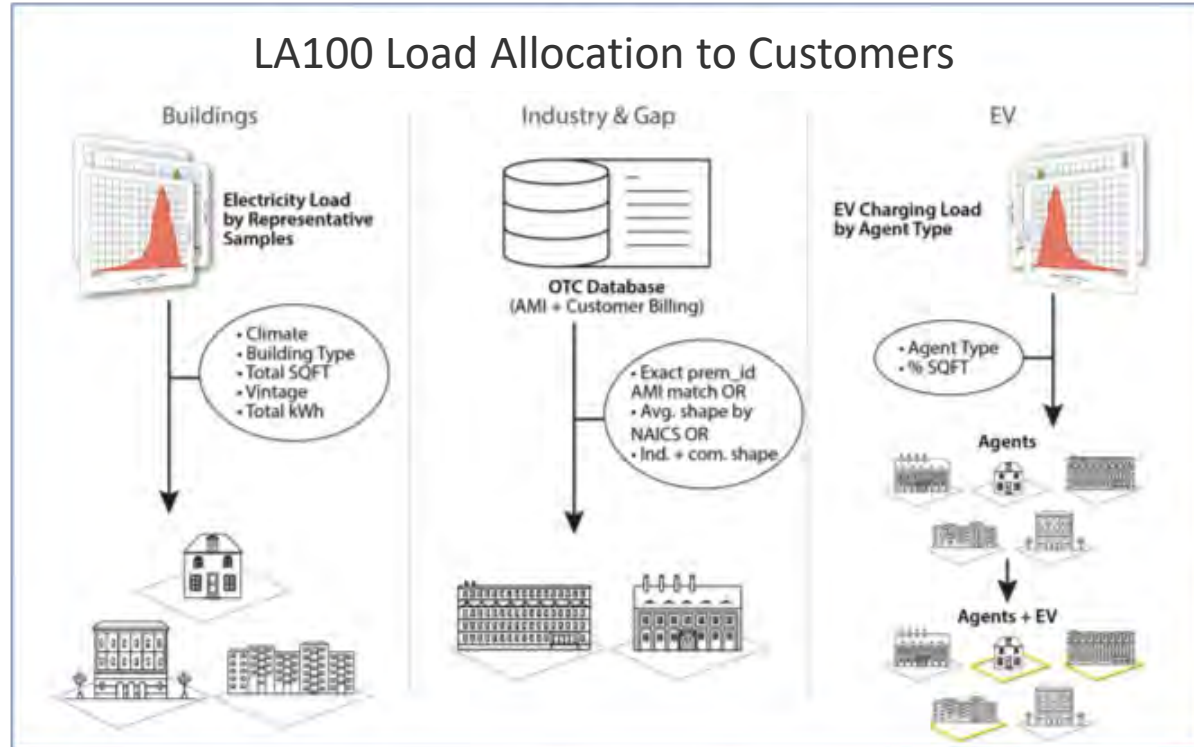 LA100 Load Allocation to Customers
Buildings
Electricity Load
by Representative
Samples
• Climate
• Building Type
• Total SQFT
• Vintage
• Total kWh
Industry & Gap
OTC Database
(AMI + Customer Billing)
• Exact prem_id
AMI match OR
• Avg. shape by
NAICS OR
• Ind. + com. shape
EV
EV Charging Load
by Agent Type
• Agent Type
• % SQFT
Agents
Agents + EV